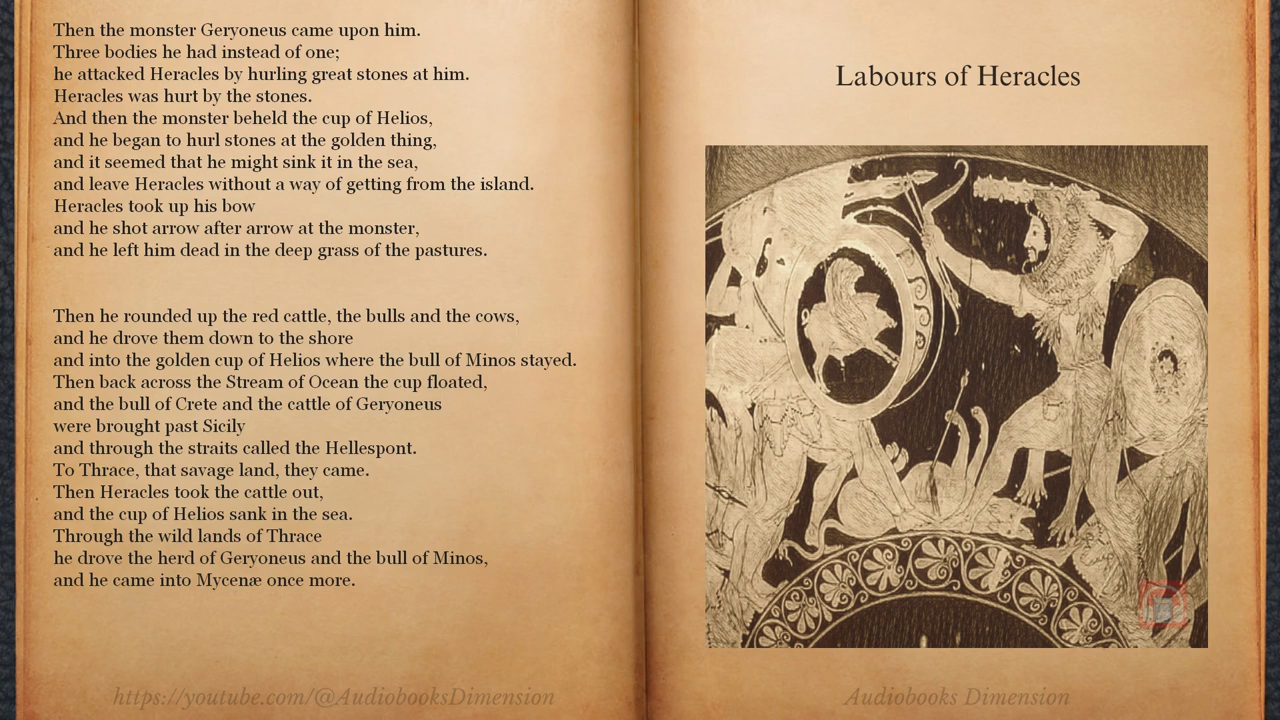 Then the monster Geryoneus came upon him.
Three bodies he had instead of one;
he attacked Heracles by hurling great stones at him.
Heracles was hurt by the stones.
And then the monster beheld the cup of Helios,
and he began to hurl stones at the golden thing,
and it seemed that he might sink it in the sea,
and leave Heracles without a way of getting from the island.
Heracles took up his bow
and he shot arrow after arrow at the monster,
and he left him dead in the deep grass of the pastures.
Then he rounded up the red cattle, the bulls and the cows,
and he drove them down to the shore
and into the golden cup of Helios where the bull of Minos stayed.
Then back across the Stream of Ocean the cup floated,
and the bull of Crete and the cattle of Geryoneus
were brought past Sicily
and through the straits called the Hellespont.
To Thrace, that savage land, they came.
Then Heracles took the cattle out,
and the cup of Helios sank in the sea.
Through the wild lands of Thrace
he drove the herd of Geryoneus and the bull of Minos,
and he came into Mycenæ once more.
https://youtube.com/@AudiobooksDimension
Labours of Heracles
Audiobooks Dimension